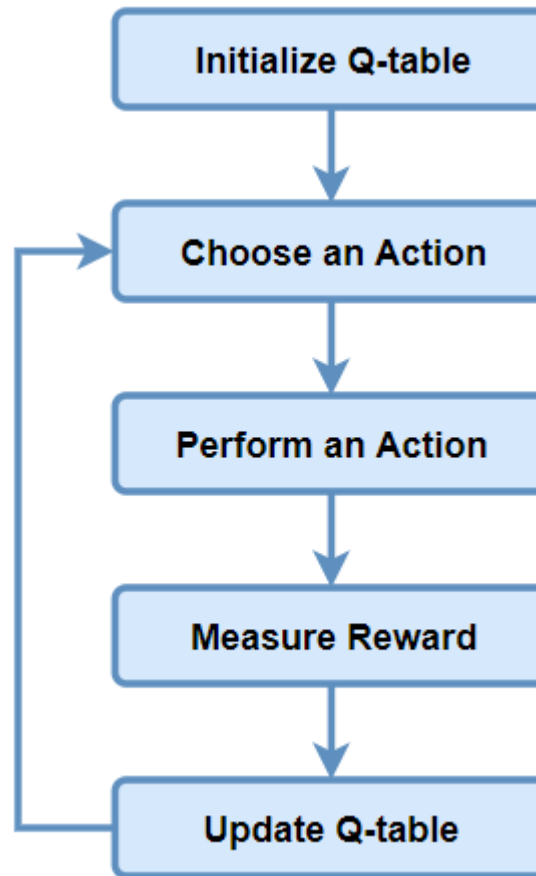 Initialize Q-table
Choose an Action
Perform an Action
Measure Reward
Update Q-table